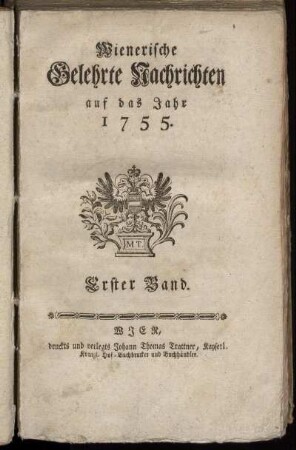 Wienerische
Gelehrte Nachrichten
auf das Jahr
1755.
M T.
Erster Band.
WIEN,
druckts und verlegts Johann Thomas Trattner, Kayserl.
Königl. Hof-Buchdrucker und Buchhändler.